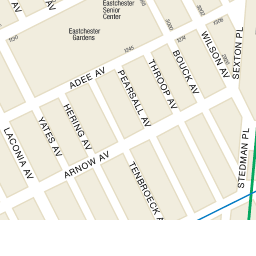 Eastchester
Senior
Center
Eastchester
Gardens
ADEE AV
PEARSALL AV
THROOP AV
BOUCK AV
WILSON AV
SEXTON PL
LACONIA AV
YATES AV
HERING AV
ARNOW AV
TENBROECK A
STEDMAN PL